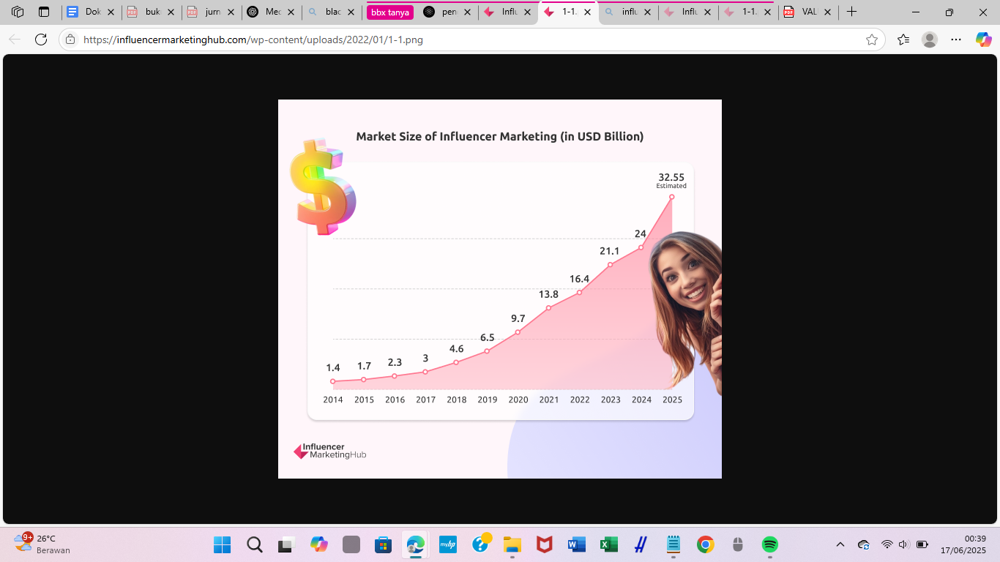 Dok
buk
jurn
Mec
blac
bbx tanya
pen
Influ
1-1.
influ
Influ
1-1.
VAL
https://influencermarketinghub.com/wp-content/uploads/2022/01/1-1.png
Market Size of Influencer Marketing (in USD Billion)
32.55
Estimated
24
21.1
16.4
13.8
9.7
6.5
4.6
3
2.3
1.7
1.4
2014 2015 2016 2017 2018 2019 2020 2021 2022 2023 2024 2025
Influencer
MarketingHub
9+
26°C
Berawan
myhp
00:39
17/06/2025